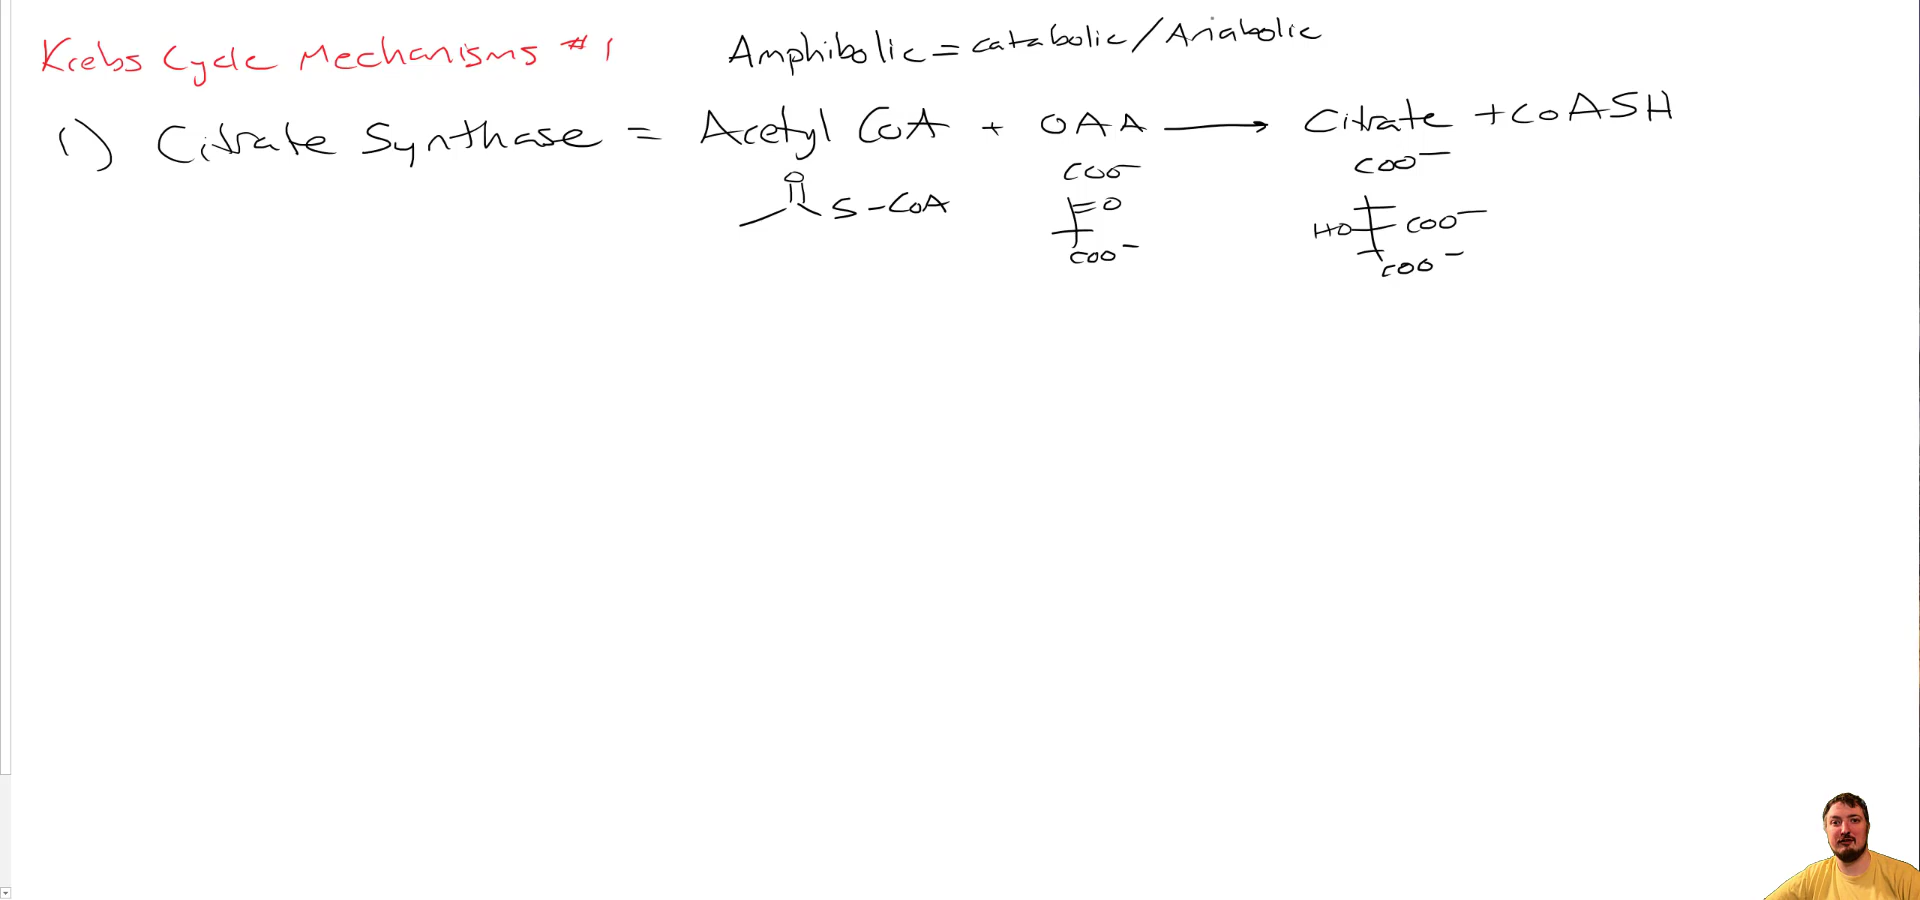 Krebs Cycle Mechanisms #1
Amphibolic = catabolic/Anabolic
1) Citrate Synthase = Acetyl CoA + OAA → Citrate + CoASH
COO⁻
COO⁻
O
S-CoA
=O
HO
COO⁻
COO⁻
COO⁻